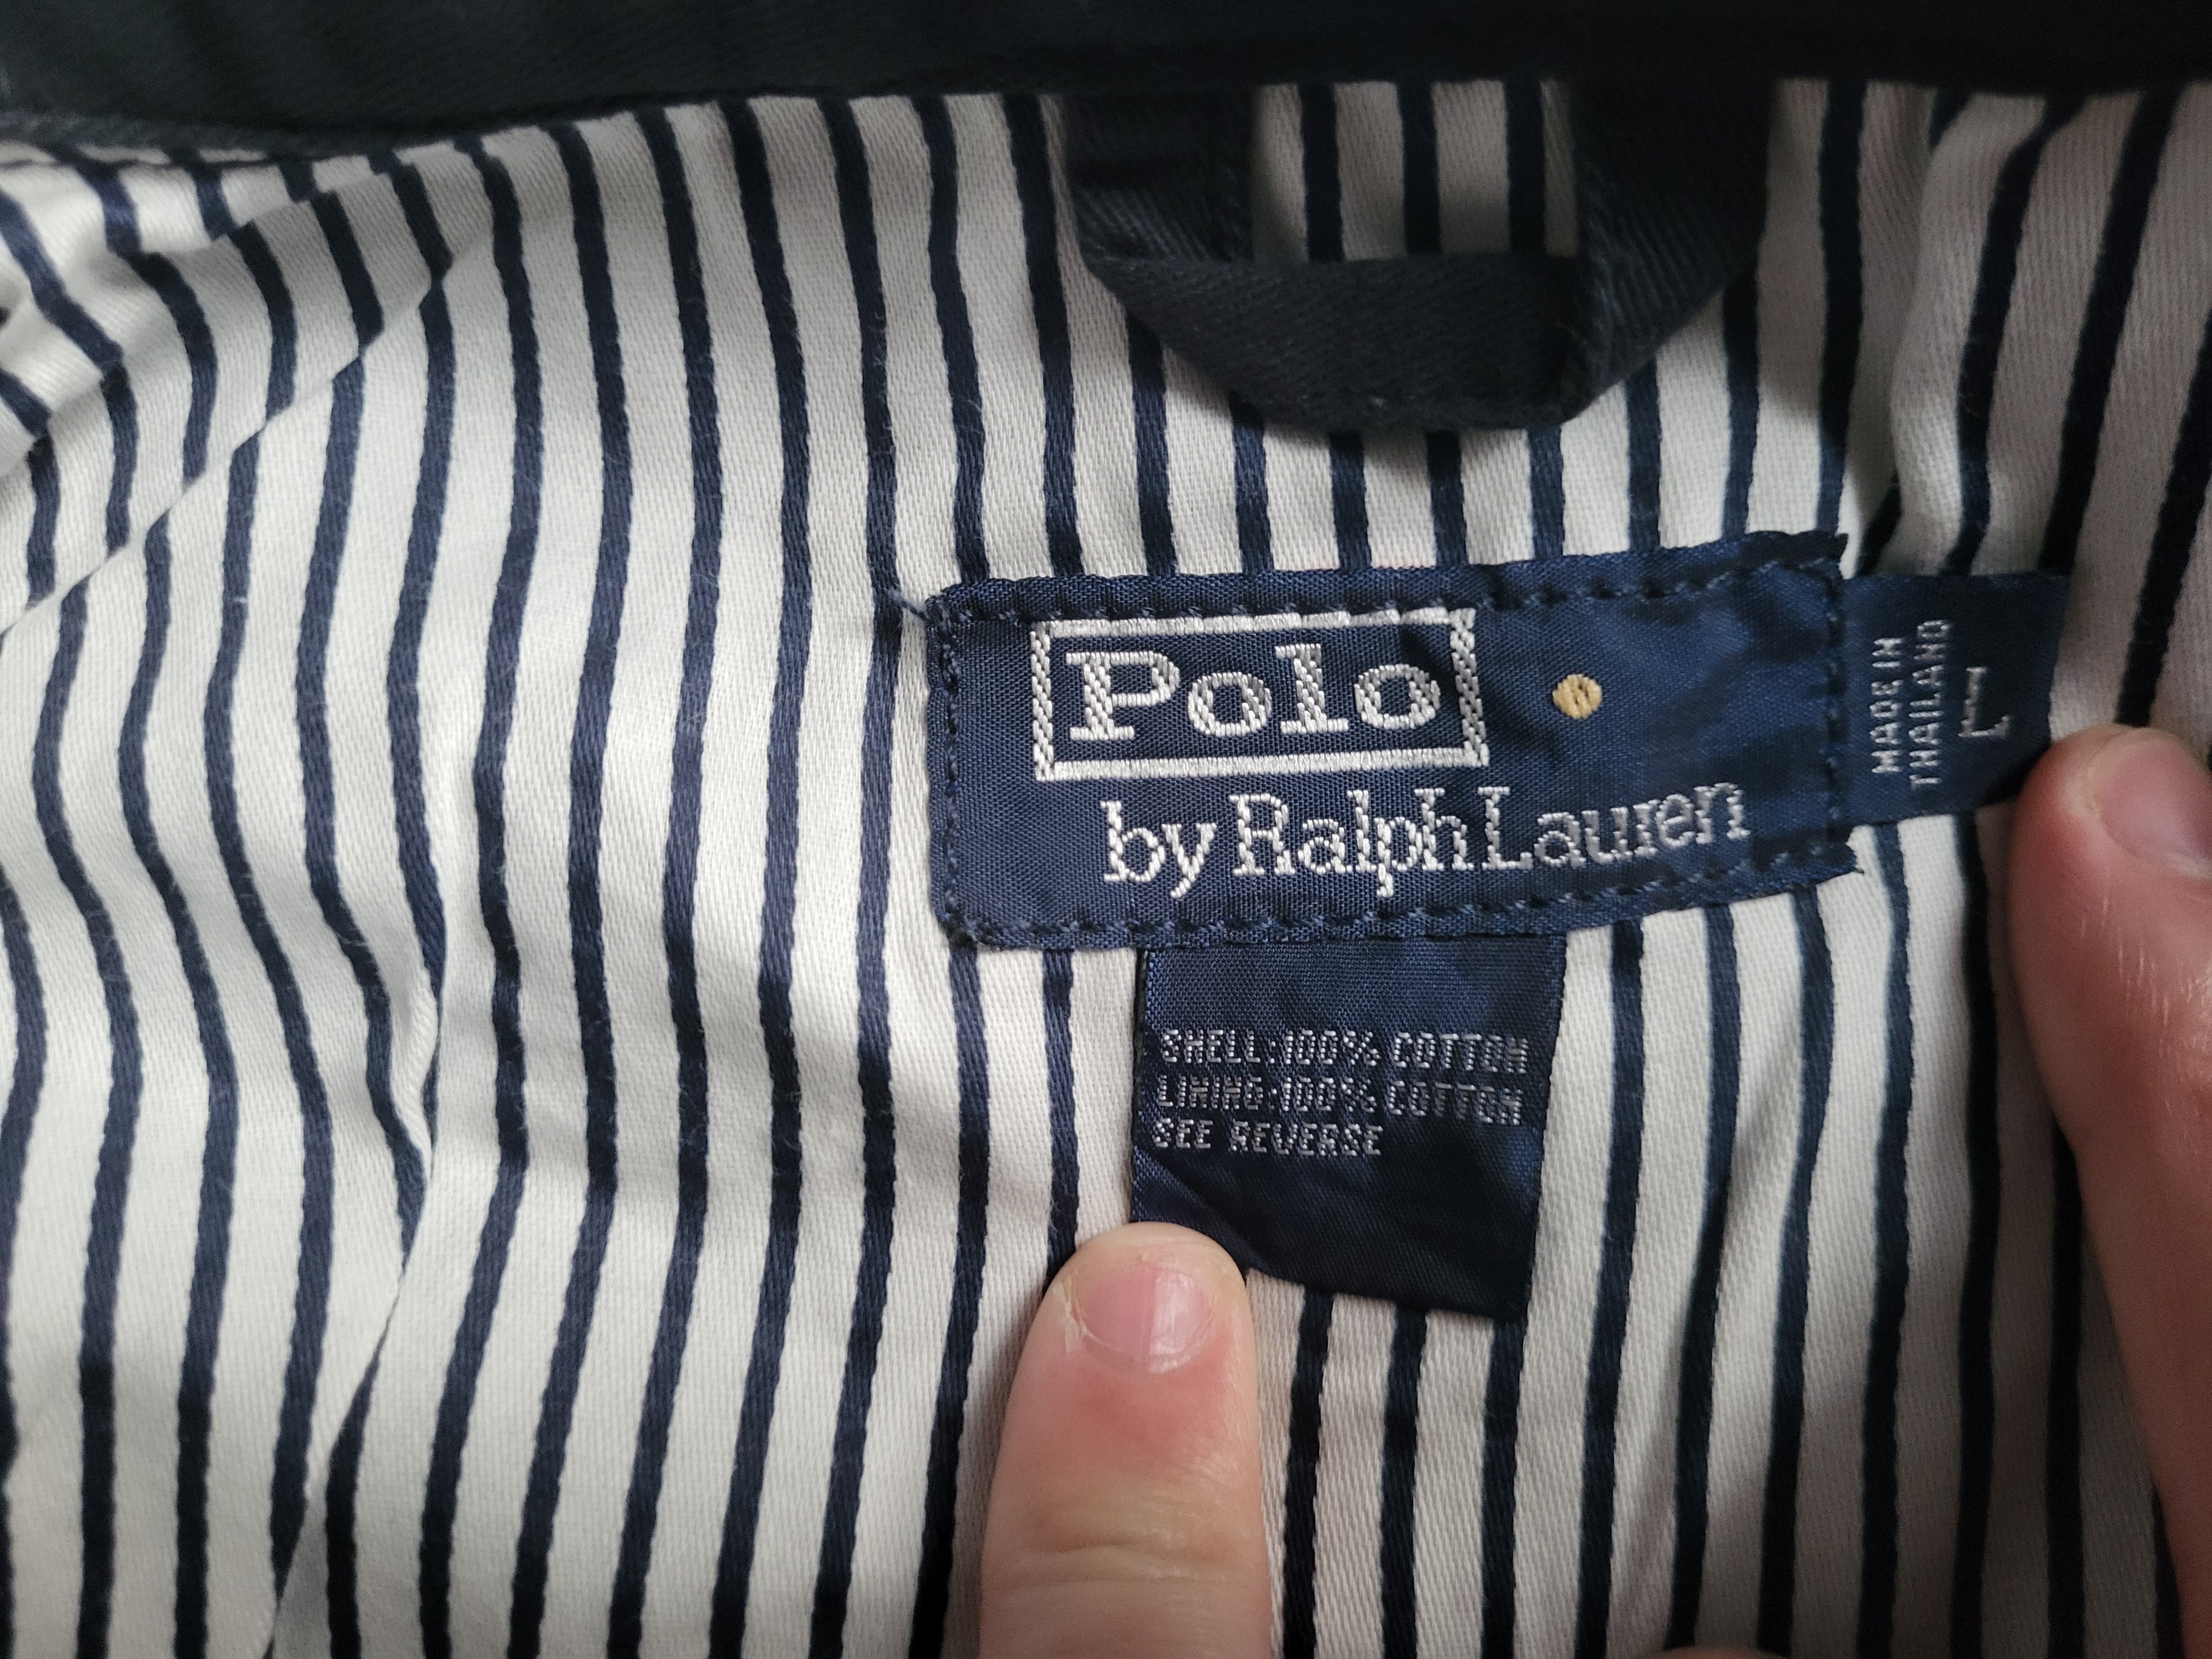 Polo
by Ralph Lauren
MADE IN
THAILAND
L
SHELL:100% COTTON
LINING:100% COTTON
SEE REVERSE